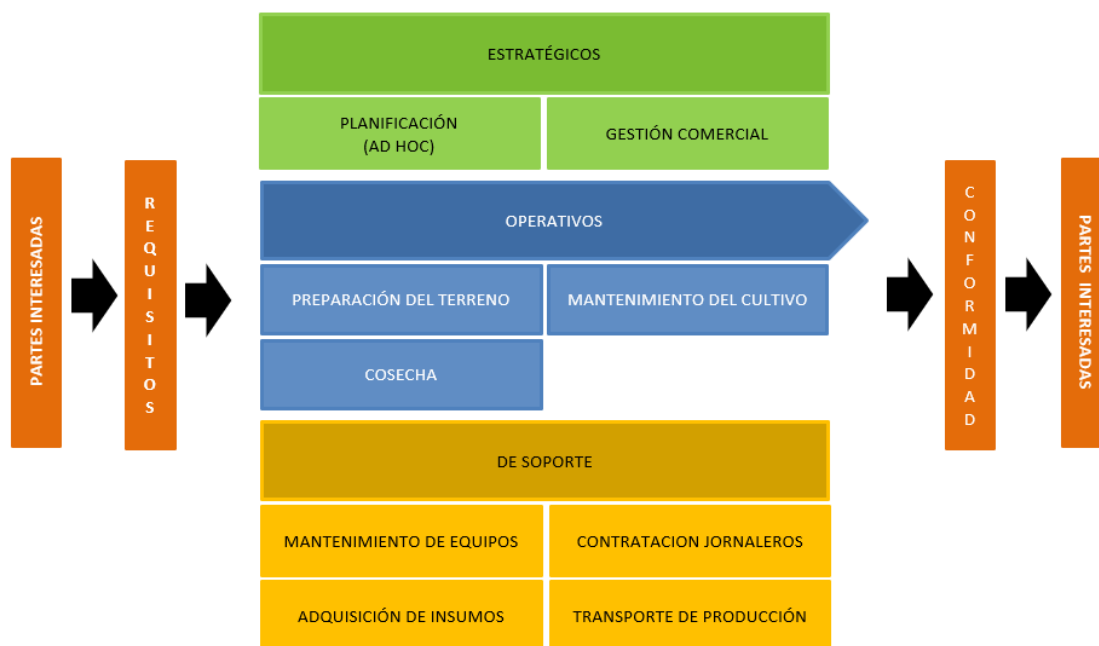 PARTES INTERESADAS
REQUISITOS
ESTRATÉGICOS
PLANIFICACIÓN
(AD HOC)
GESTIÓN COMERCIAL
OPERATIVOS
PREPARACIÓN DEL TERRENO
MANTENIMIENTO DEL CULTIVO
COSECHA
DE SOPORTE
MANTENIMIENTO DE EQUIPOS
CONTRATACION JORNALEROS
ADQUISICIÓN DE INSUMOS
TRANSPORTE DE PRODUCCIÓN
CONFORMIDAD
PARTES INTERESADAS